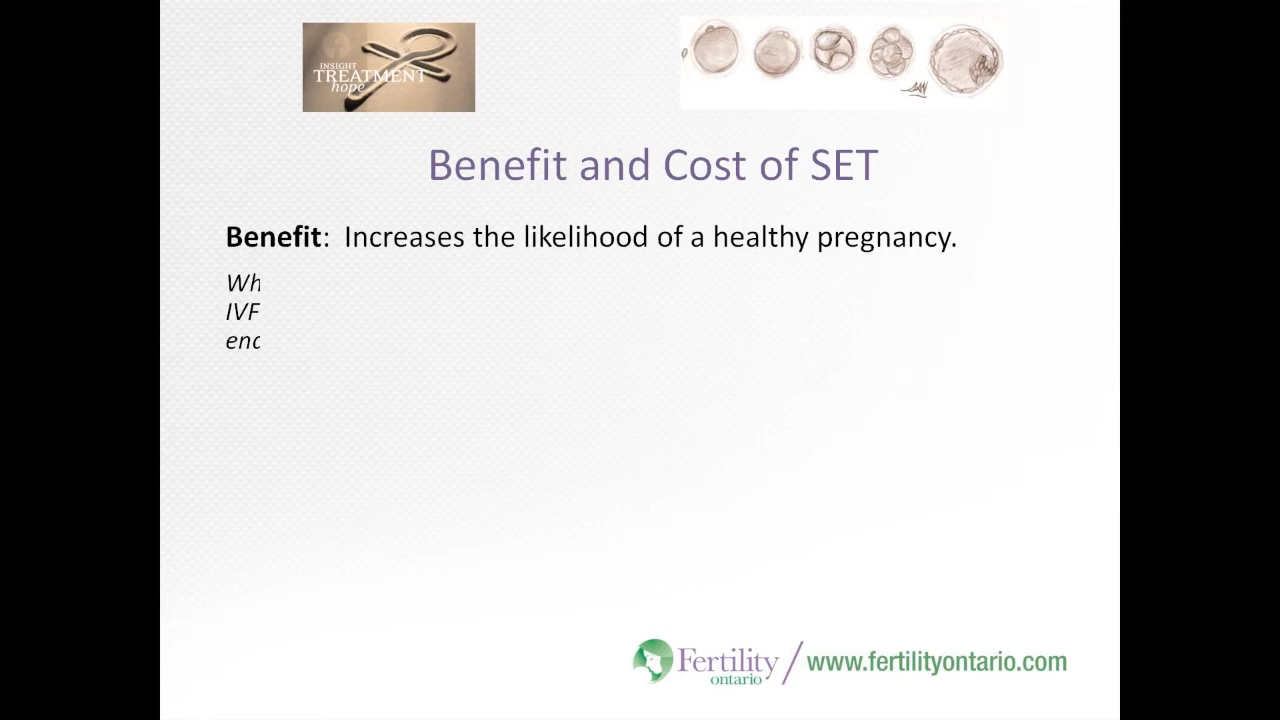 INSIGHT
TREATMENT
hope
Benefit and Cost of SET
Benefit: Increases the likelihood of a healthy pregnancy.
Wh
IVF
enc
Fertility
ontario
www.fertilityontario.com